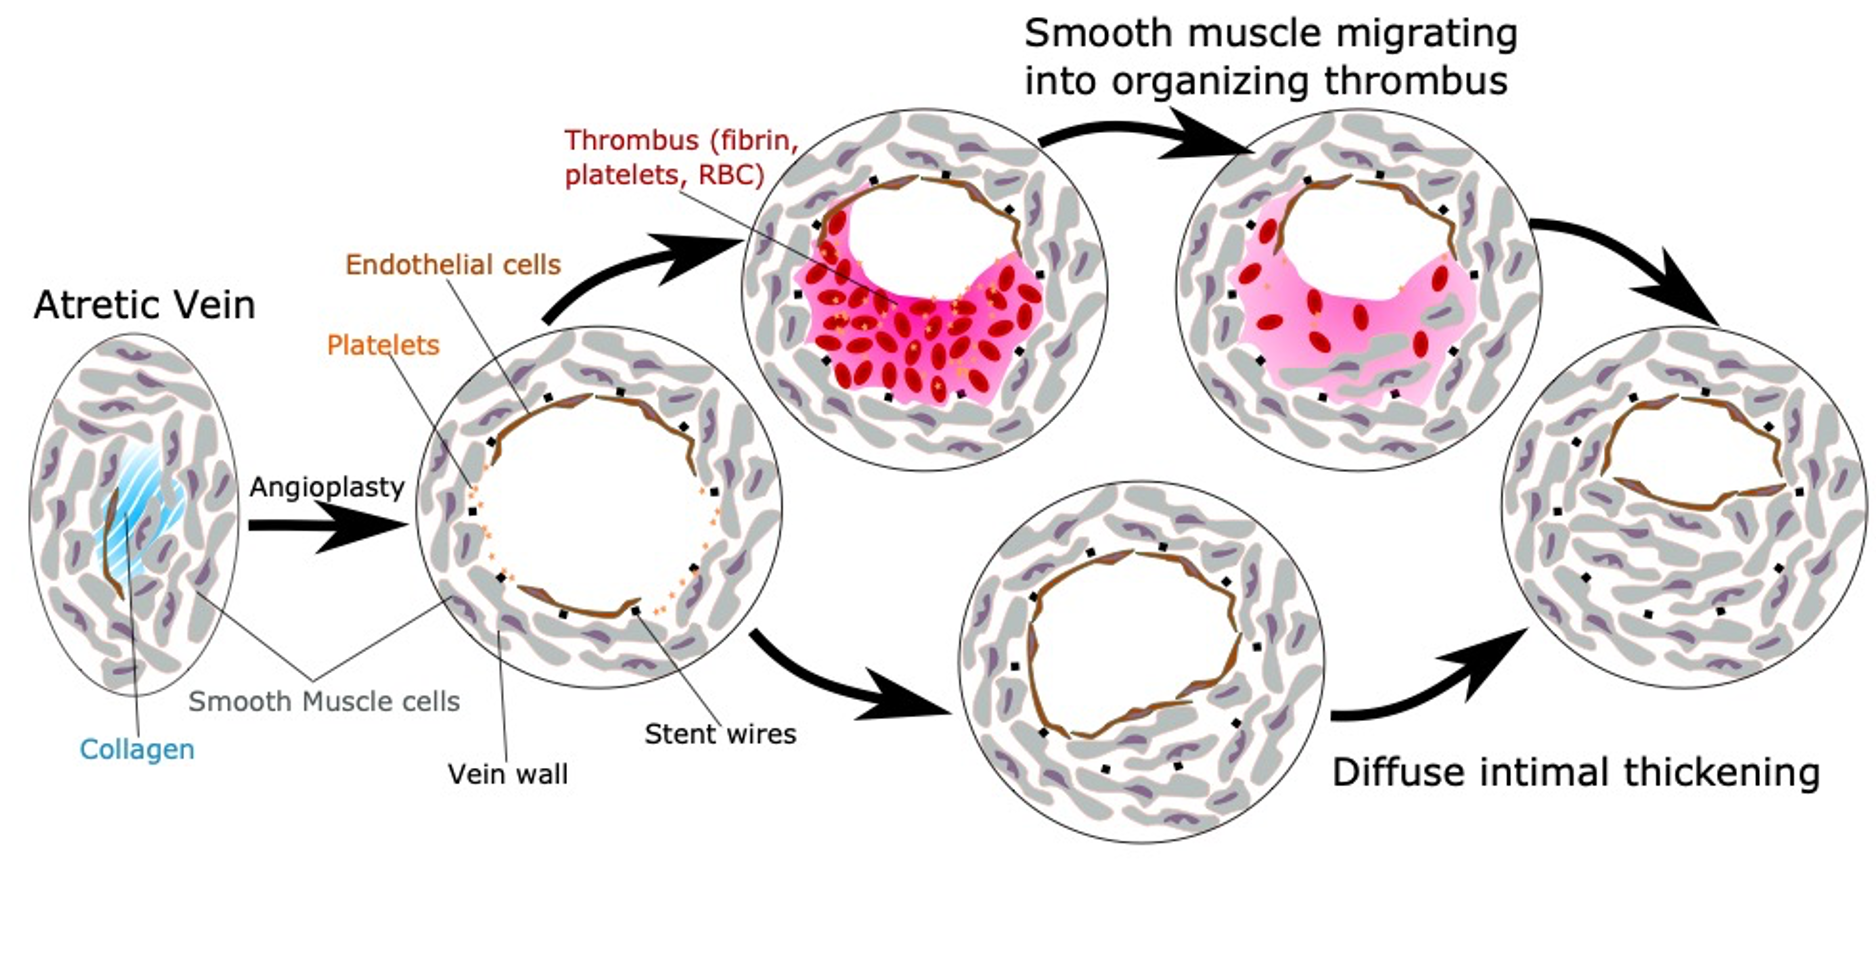 Smooth muscle migrating
into organizing thrombus
Thrombus (fibrin,
platelets, RBC)
Endothelial cells
Atretic Vein
Platelets
Angioplasty
Smooth Muscle cells
Collagen
Stent wires
Vein wall
Diffuse intimal thickening